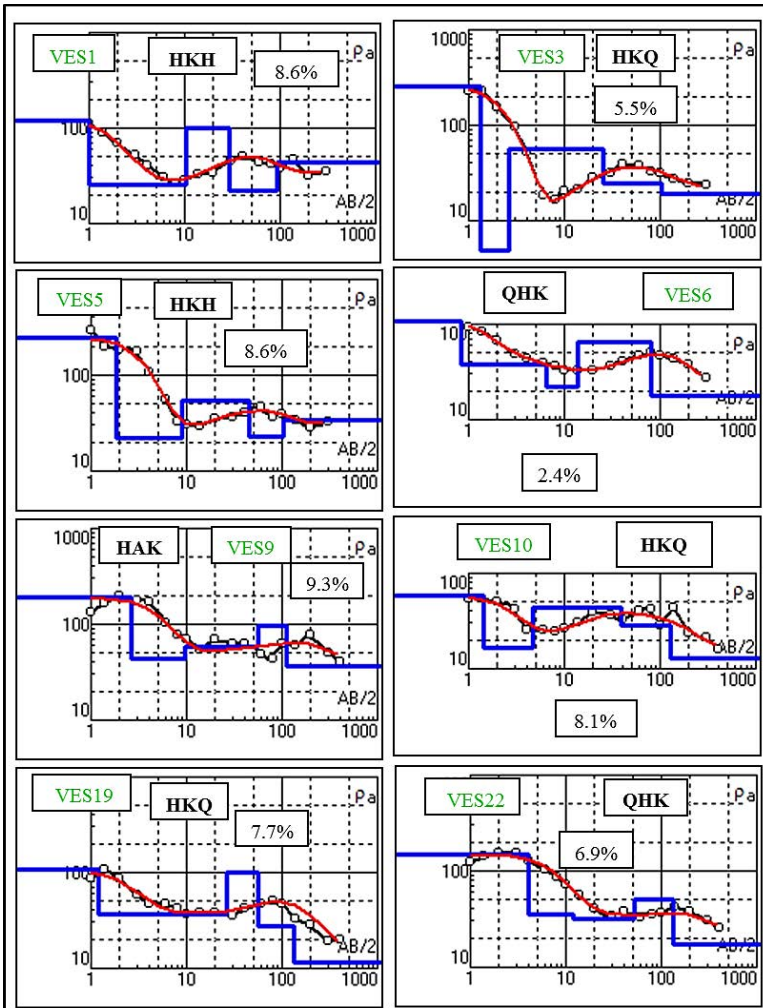 VES1 HKH 8.6%
ρa
100
10
AB/2
1 10 100 1000
VES3 HKQ
5.5%
1000
ρa
100
10
AB/2
1 10 100 1000
VES5 HKH
8.6%
ρa
100
10
AB/2
1 10 100 1000
QHK VES6
ρa
10
AB/2
1 10 100 1000
2.4%
HAK VES9
9.3%
1000
ρa
100
10
AB/2
1 10 100 1000
VES10 HKQ
100
ρa
10
AB/2
1 10 100 1000
8.1%
VES19 HKQ
7.7%
ρa
100
10
AB/2
1 10 100 1000
VES22 QHK
6.9%
ρa
100
10
AB/2
1 10 100 1000